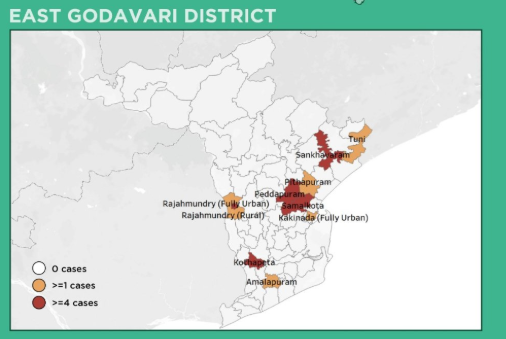 EAST GODAVARI DISTRICT
Tuni
Sankhavaram
Pithapuram
Peddapuram
Rajahmundry (Fully Urban)
Samalkota
Rajahmundry (Rural)
Kakinada (Fully Urban)
Kothapeta
0 cases
>=1 cases
Amalapuram
>=4 cases